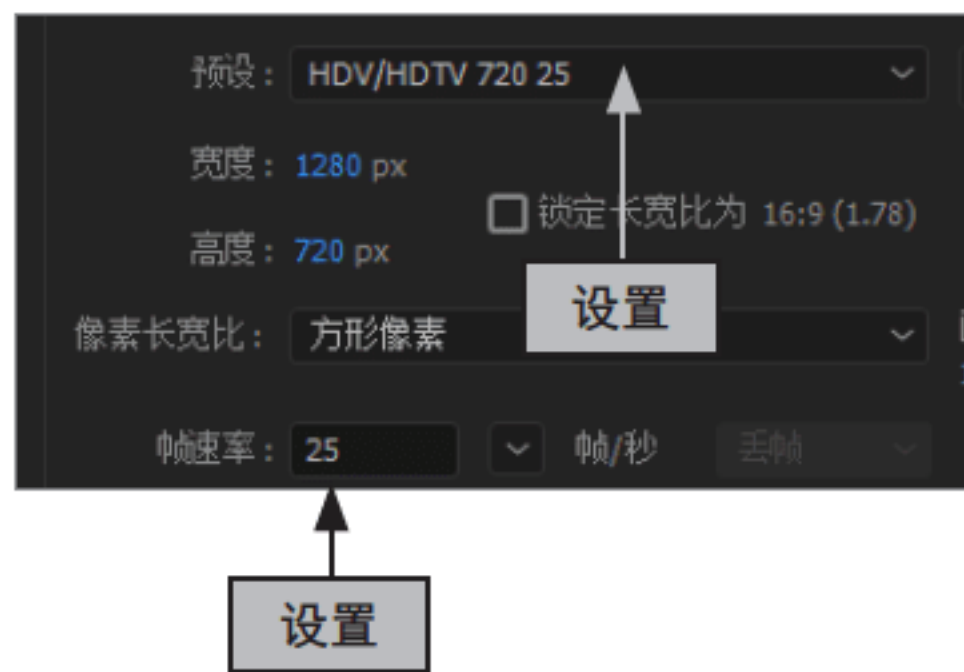 预设： HDV/HDTV 720 25
宽度： 1280 px
锁定长宽比为 16:9 (1.78)
高度： 720 px
设置
像素长宽比： 方形像素
帧速率： 25 帧/秒 丢帧
设置